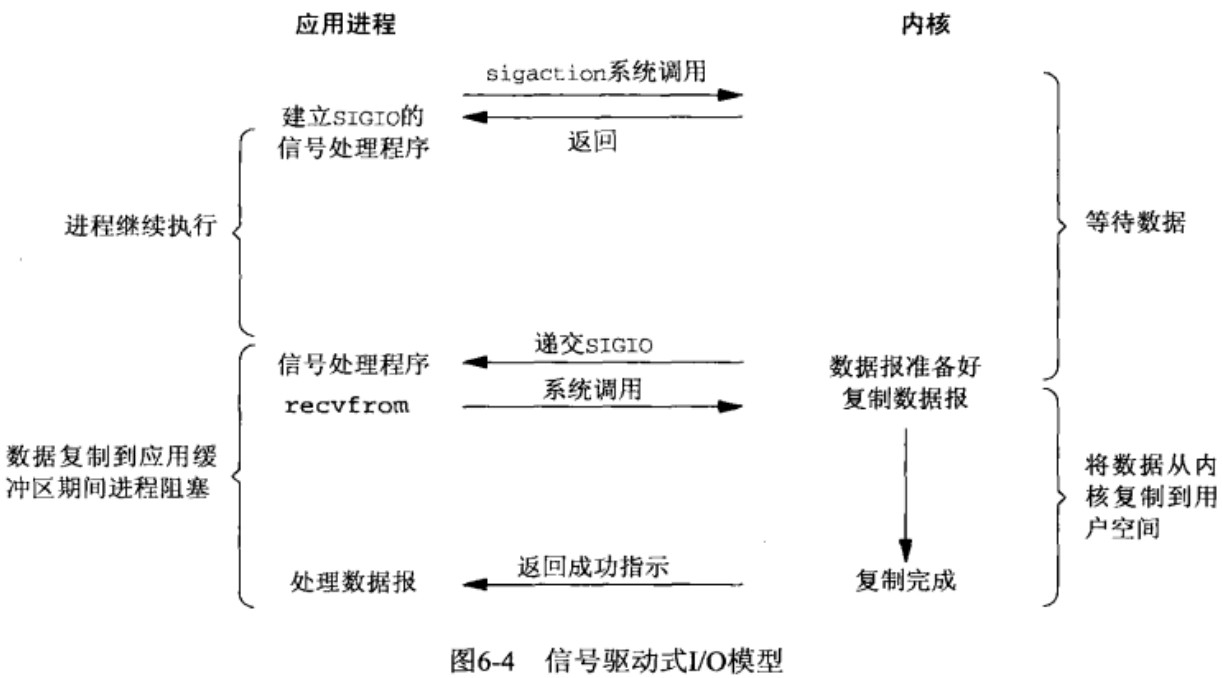 应用进程
内核
sigaction系统调用
建立SIGIO的
信号处理程序
返回
进程继续执行
等待数据
递交SIGIO
信号处理程序
数据报准备好
系统调用
recvfrom
复制数据报
数据复制到应用缓
冲区期间进程阻塞
将数据从内
核复制到用
户空间
返回成功指示
处理数据报
复制完成
图6-4 信号驱动式I/O模型